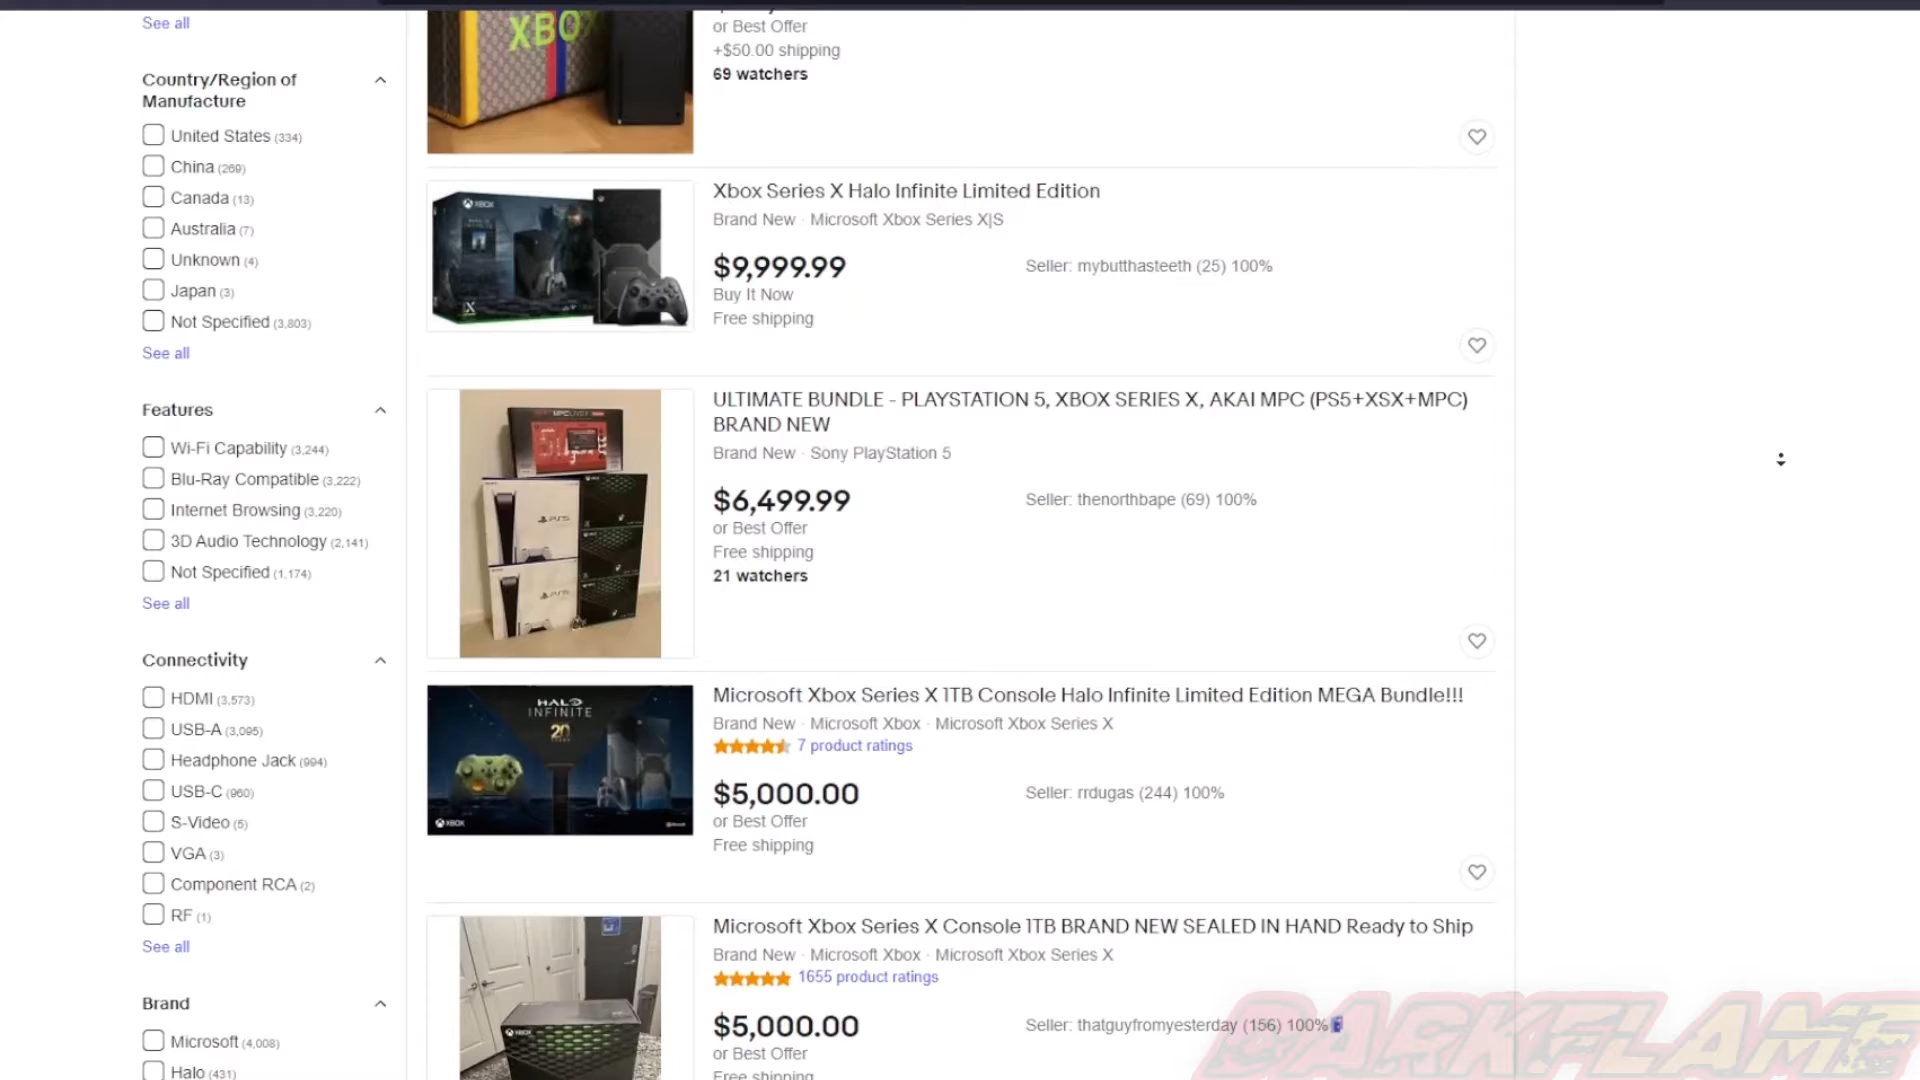 See all
Country/Region of
Manufacture
United States (334)
China (269)
Canada (13)
Australia (7)
Unknown (4)
Japan (3)
Not Specified (3,803)
See all
Features
Wi-Fi Capability (3,244)
Blu-Ray Compatible (3,222)
Internet Browsing (3,220)
3D Audio Technology (2,141)
Not Specified (1,174)
See all
Connectivity
HDMI (3,573)
USB-A (3,095)
Headphone Jack (994)
USB-C (960)
S-Video (5)
VGA (3)
Component RCA (2)
RF (1)
See all
Brand
Microsoft (4,008)
Halo (431)
XBOX
or Best Offer
+$50.00 shipping
69 watchers
XBOX
Xbox Series X Halo Infinite Limited Edition
Brand New · Microsoft Xbox Series X|S
$9,999.99
Seller: mybutthasteeth (25) 100%
Buy It Now
Free shipping
PS5
PS5
ULTIMATE BUNDLE - PLAYSTATION 5, XBOX SERIES X, AKAI MPC (PS5+XSX+MPC)
BRAND NEW
Brand New · Sony PlayStation 5
$6,499.99
Seller: thenorthbape (69) 100%
or Best Offer
Free shipping
21 watchers
HALO
INFINITE
20
XBOX
Microsoft Xbox Series X 1TB Console Halo Infinite Limited Edition MEGA Bundle!!!
Brand New · Microsoft Xbox · Microsoft Xbox Series X
7 product ratings
$5,000.00
Seller: rrdugas (244) 100%
or Best Offer
Free shipping
XBOX
Microsoft Xbox Series X Console 1TB BRAND NEW SEALED IN HAND Ready to Ship
Brand New · Microsoft Xbox · Microsoft Xbox Series X
1655 product ratings
$5,000.00
Seller: thatguyfromyesterday (156) 100%
or Best Offer
Free shipping
DARKFLAME